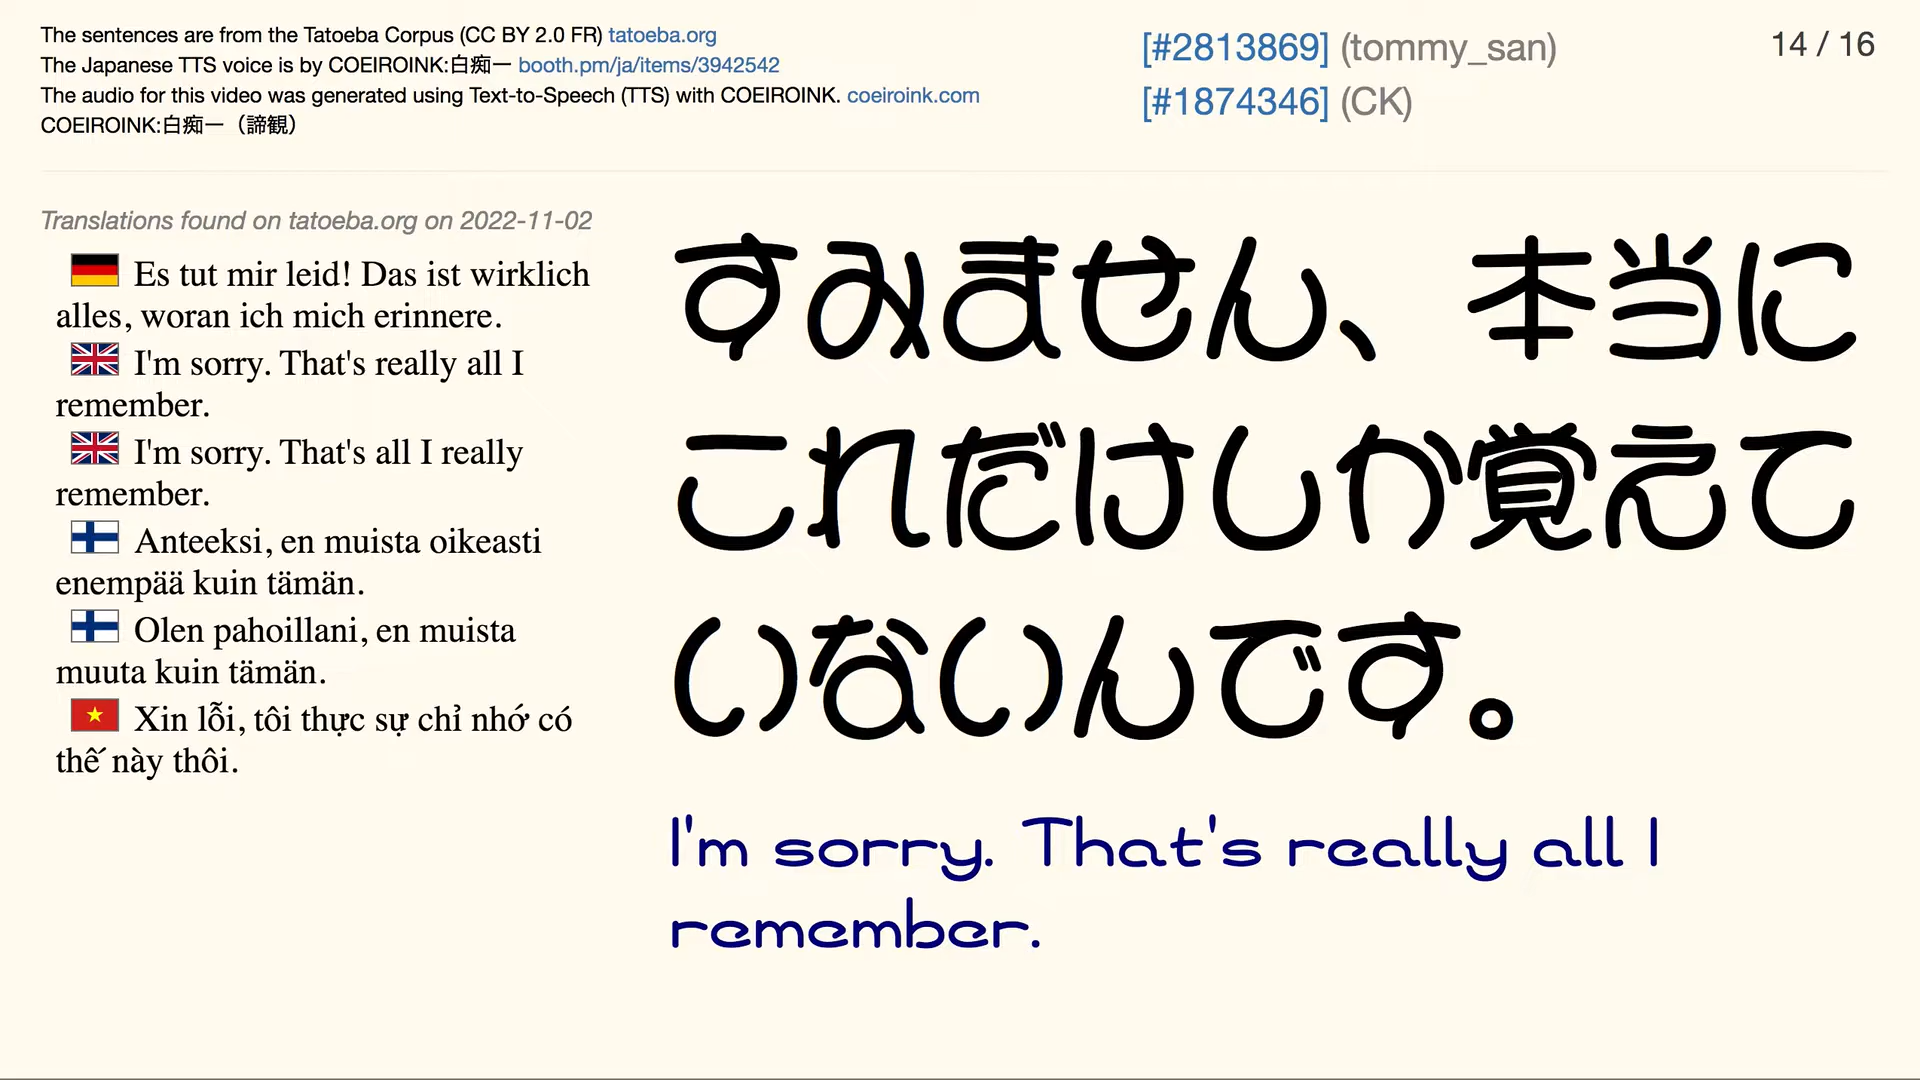 The sentences are from the Tatoeba Corpus (CC BY 2.0 FR) tatoeba.org
The Japanese TTS voice is by COEIROINK:白痴一 booth.pm/ja/items/3942542
The audio for this video was generated using Text-to-Speech (TTS) with COEIROINK. coeiroink.com
COEIROINK:白痴一（諦観）
[#2813869] (tommy_san)
[#1874346] (CK)
14 / 16
Translations found on tatoeba.org on 2022-11-02
Es tut mir leid! Das ist wirklich
alles, woran ich mich erinnere.
I'm sorry. That's really all I
remember.
I'm sorry. That's all I really
remember.
Anteeksi, en muista oikeasti
enempää kuin tämän.
Olen pahoillani, en muista
muuta kuin tämän.
Xin lỗi, tôi thực sự chỉ nhớ có
thế này thôi.
すみません、本当に
これだけしか覚えて
いないんです。
I'm sorry. That's really all I
remember.